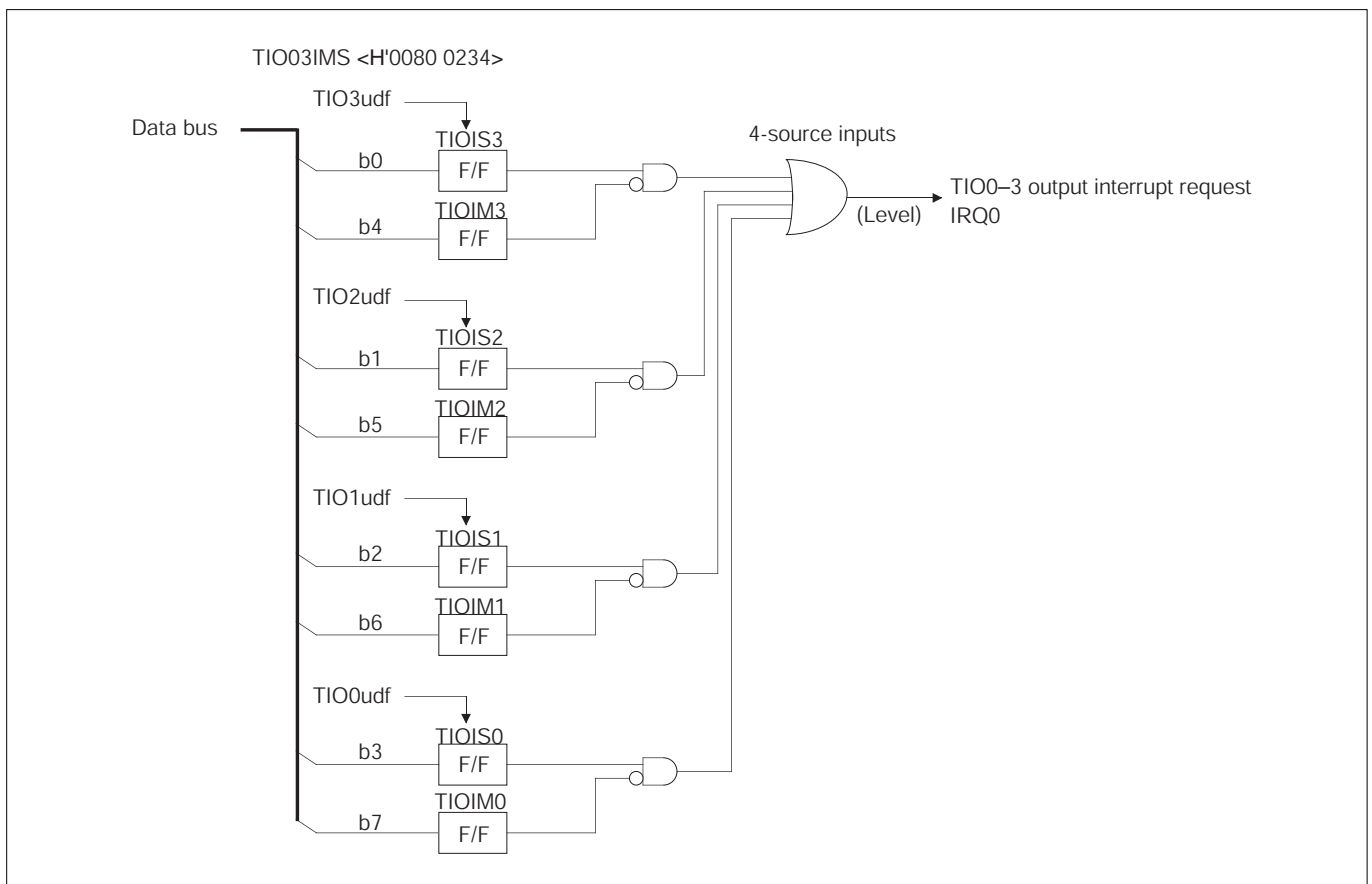 TIO03IMS <H'0080 0234>
TIO3udf
Data bus
TIOIS3
4-source inputs
b0
F/F
TIO0–3 output interrupt request
IRQ0
(Level)
TIOIM3
b4
F/F
TIO2udf
TIOIS2
b1
F/F
TIOIM2
b5
F/F
TIO1udf
TIOIS1
b2
F/F
TIOIM1
b6
F/F
TIO0udf
TIOIS0
b3
F/F
TIOIM0
b7
F/F